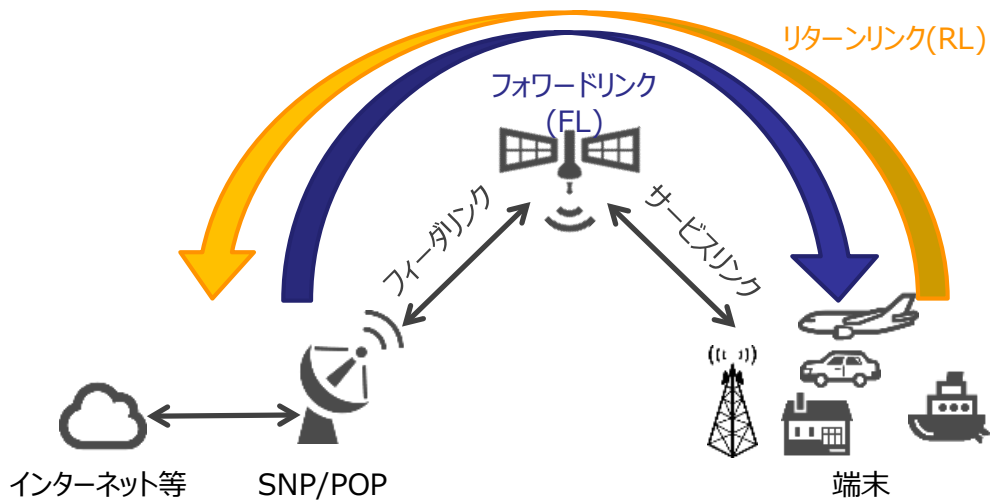 リターンリンク(RL)
フォワードリンク
(FL)
フィーダリンク
サービスリンク
インターネット等
SNP/POP
端末